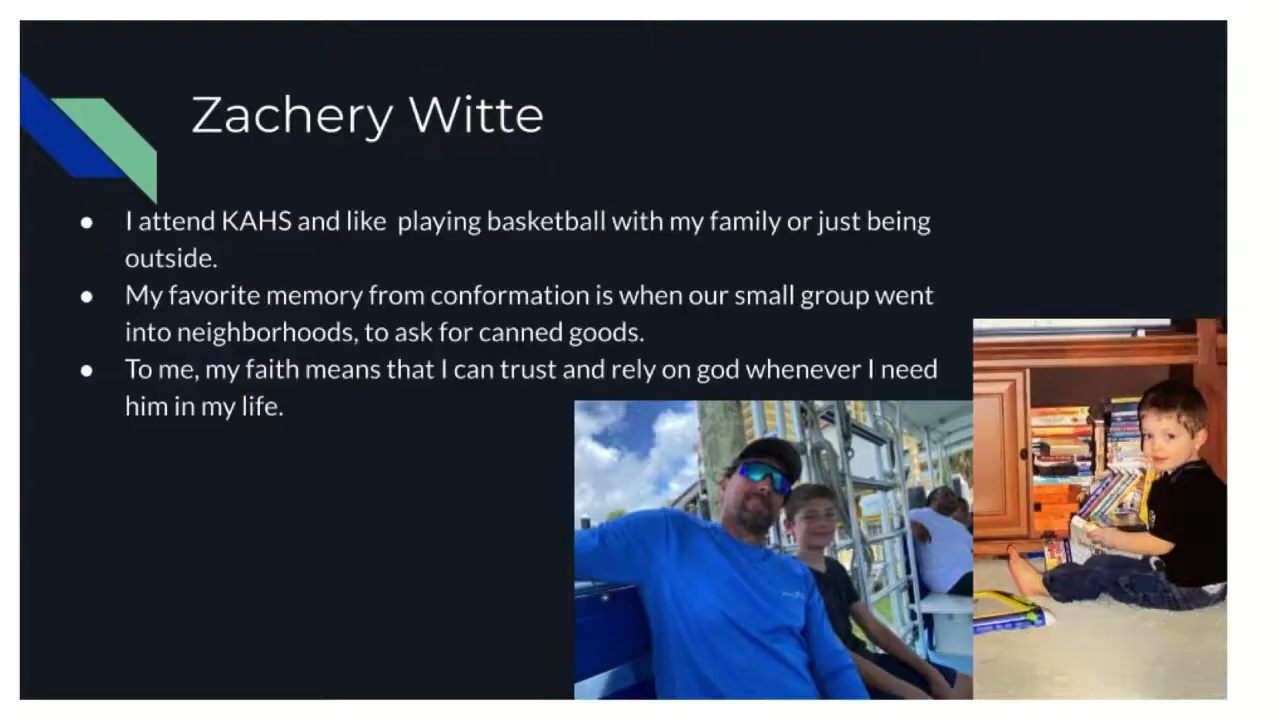 Zachery Witte
● I attend KAHS and like  playing basketball with my family or just being
outside.
● My favorite memory from conformation is when our small group went
into neighborhoods, to ask for canned goods.
● To me, my faith means that I can trust and rely on god whenever I need
him in my life.